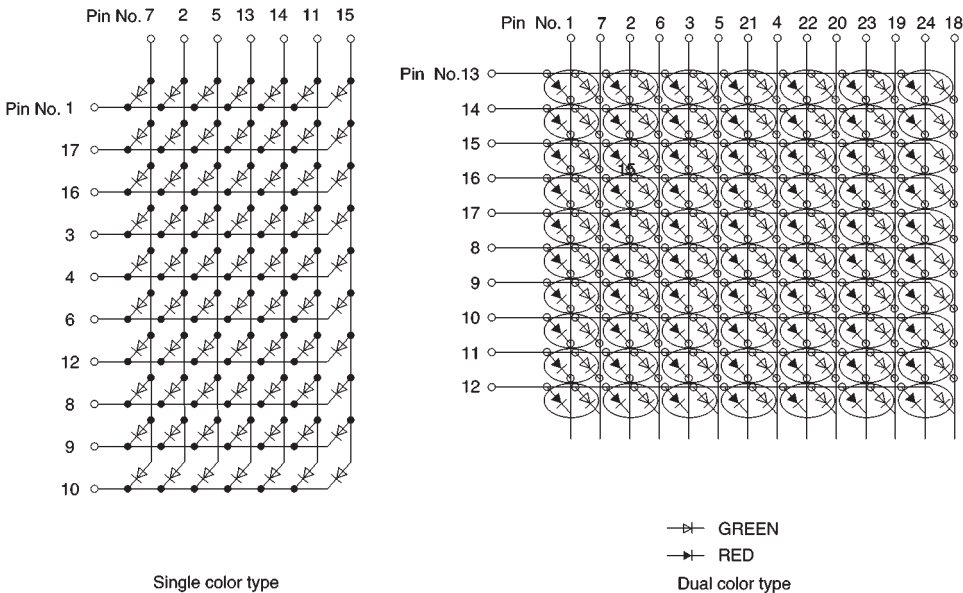 Pin No. 7 2 5 13 14 11 15
Pin No. 1
17
16
3
4
6
12
8
9
10
Single color type
Pin No. 1 7 2 6 3 5 21 4 22 20 23 19 24 18
Pin No.13
14
15
15
16
17
8
9
10
11
12
GREEN
RED
Dual color type